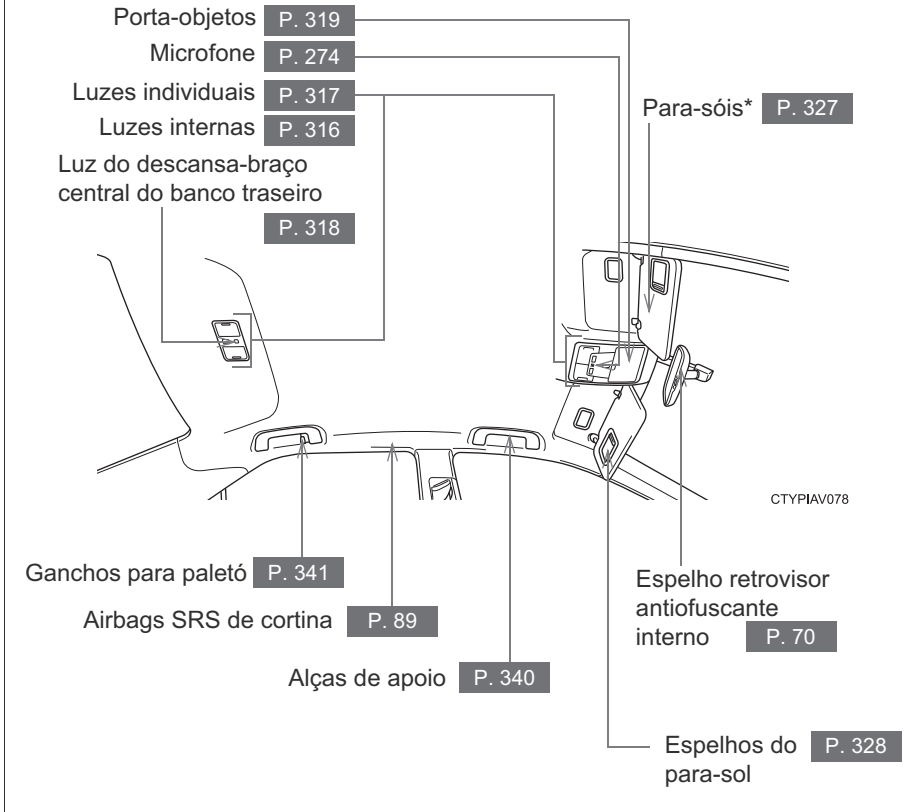 Porta-objetos P. 319
Microfone P. 274
Luzes individuais P. 317
Luzes internas P. 316
Luz do descansa-braço
central do banco traseiro
P. 318
Para-sóis* P. 327
CTYPIAV078
Ganchos para paletó P. 341
Airbags SRS de cortina P. 89
Alças de apoio P. 340
Espelho retrovisor
antiofuscante
interno P. 70
Espelhos do P. 328
para-sol